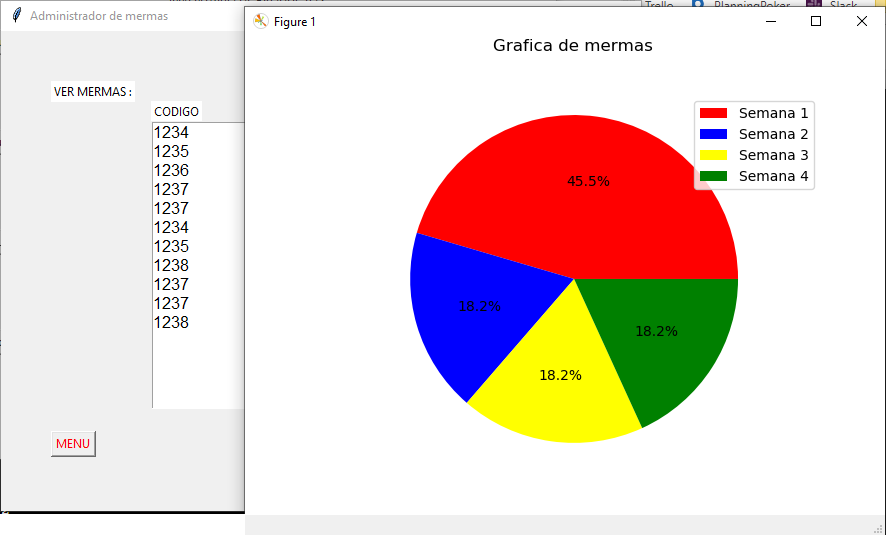 Trello PlanningPoker Slack
Administrador de mermas
Figure 1
Grafica de mermas
VER MERMAS :
CODIGO
1234
1235
1236
1237
1237
1234
1235
1238
1237
1237
1238
MENU
Semana 1
Semana 2
Semana 3
Semana 4
45.5%
18.2%
18.2%
18.2%